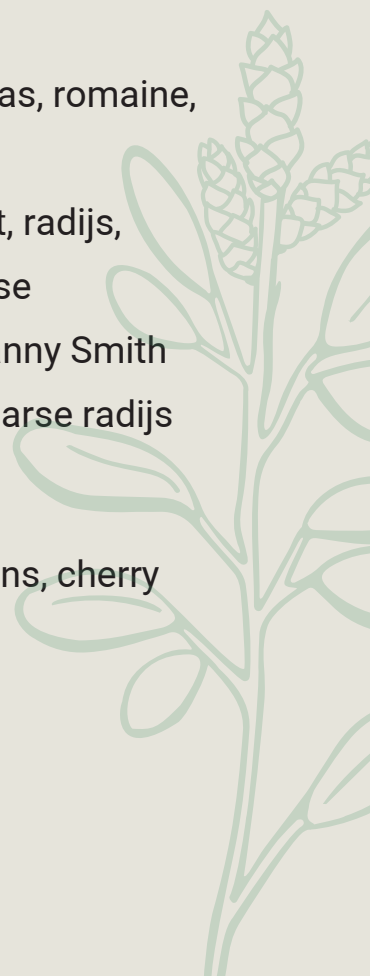 as, romaine,
t, radijs,
se
nny Smith
arse radijs
ns, cherry